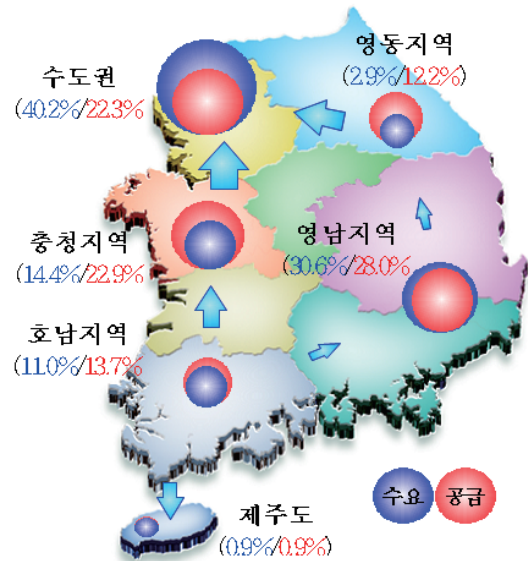 영동지역
(2.9%/12.2%)
수도권
(40.2%/22.3%
충청지역
(14.4%/22.9%
영남지역
(30.6%/28.0%
호남지역
(11.0%/13.7%
수요 공급
제주도
(0.9%/0.9%)